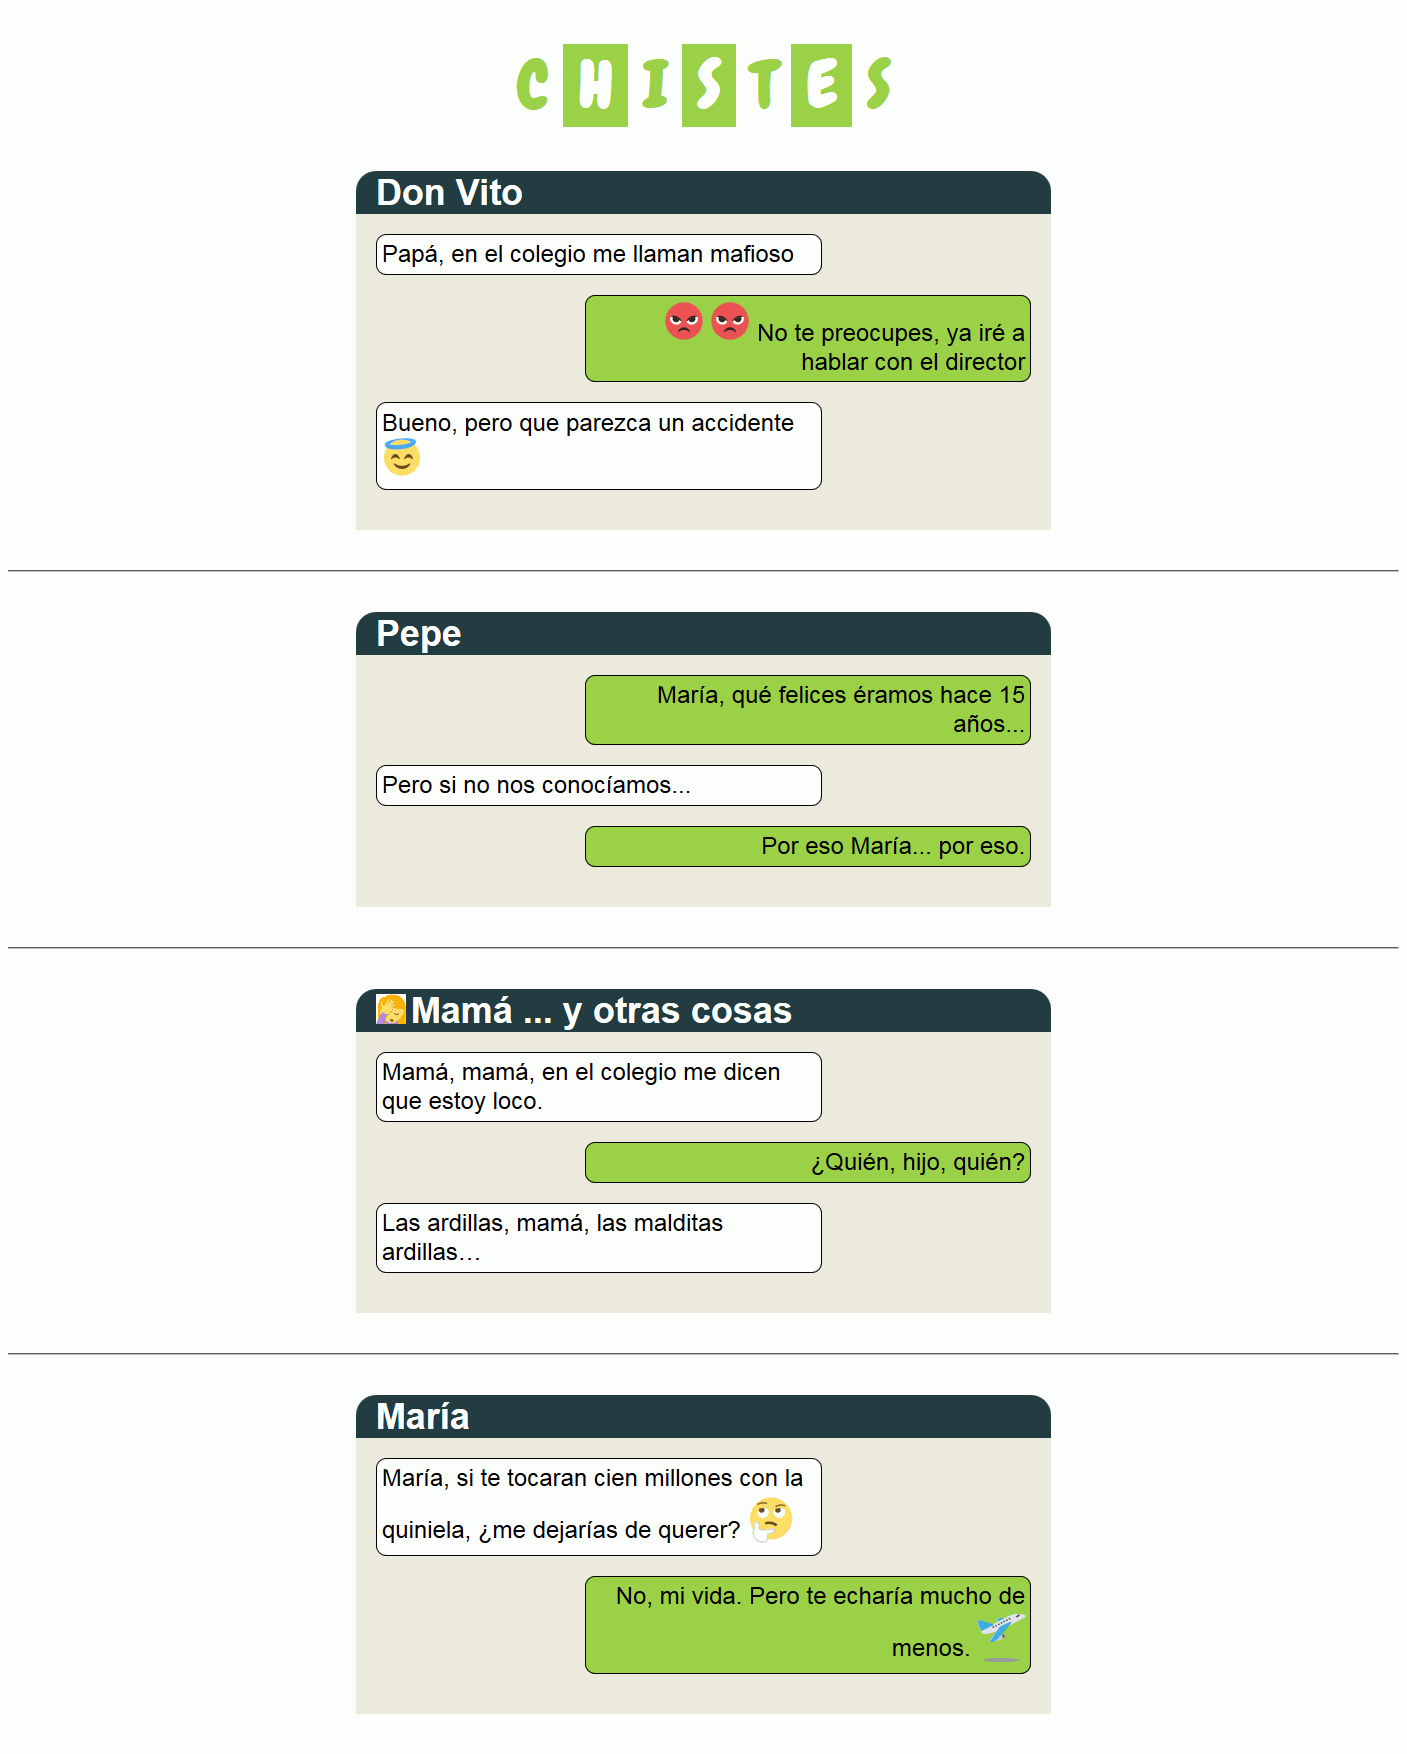 CHISTES
Don Vito
Papá, en el colegio me llaman mafioso
No te preocupes, ya iré a
hablar con el director
Bueno, pero que parezca un accidente
Pepe
María, qué felices éramos hace 15
años...
Pero si no nos conocíamos...
Por eso María... por eso.
Mamá ... y otras cosas
Mamá, mamá, en el colegio me dicen
que estoy loco.
¿Quién, hijo, quién?
Las ardillas, mamá, las malditas
ardillas…
María
María, si te tocaran cien millones con la
quiniela, ¿me dejarías de querer?
No, mi vida. Pero te echaría mucho de
menos.